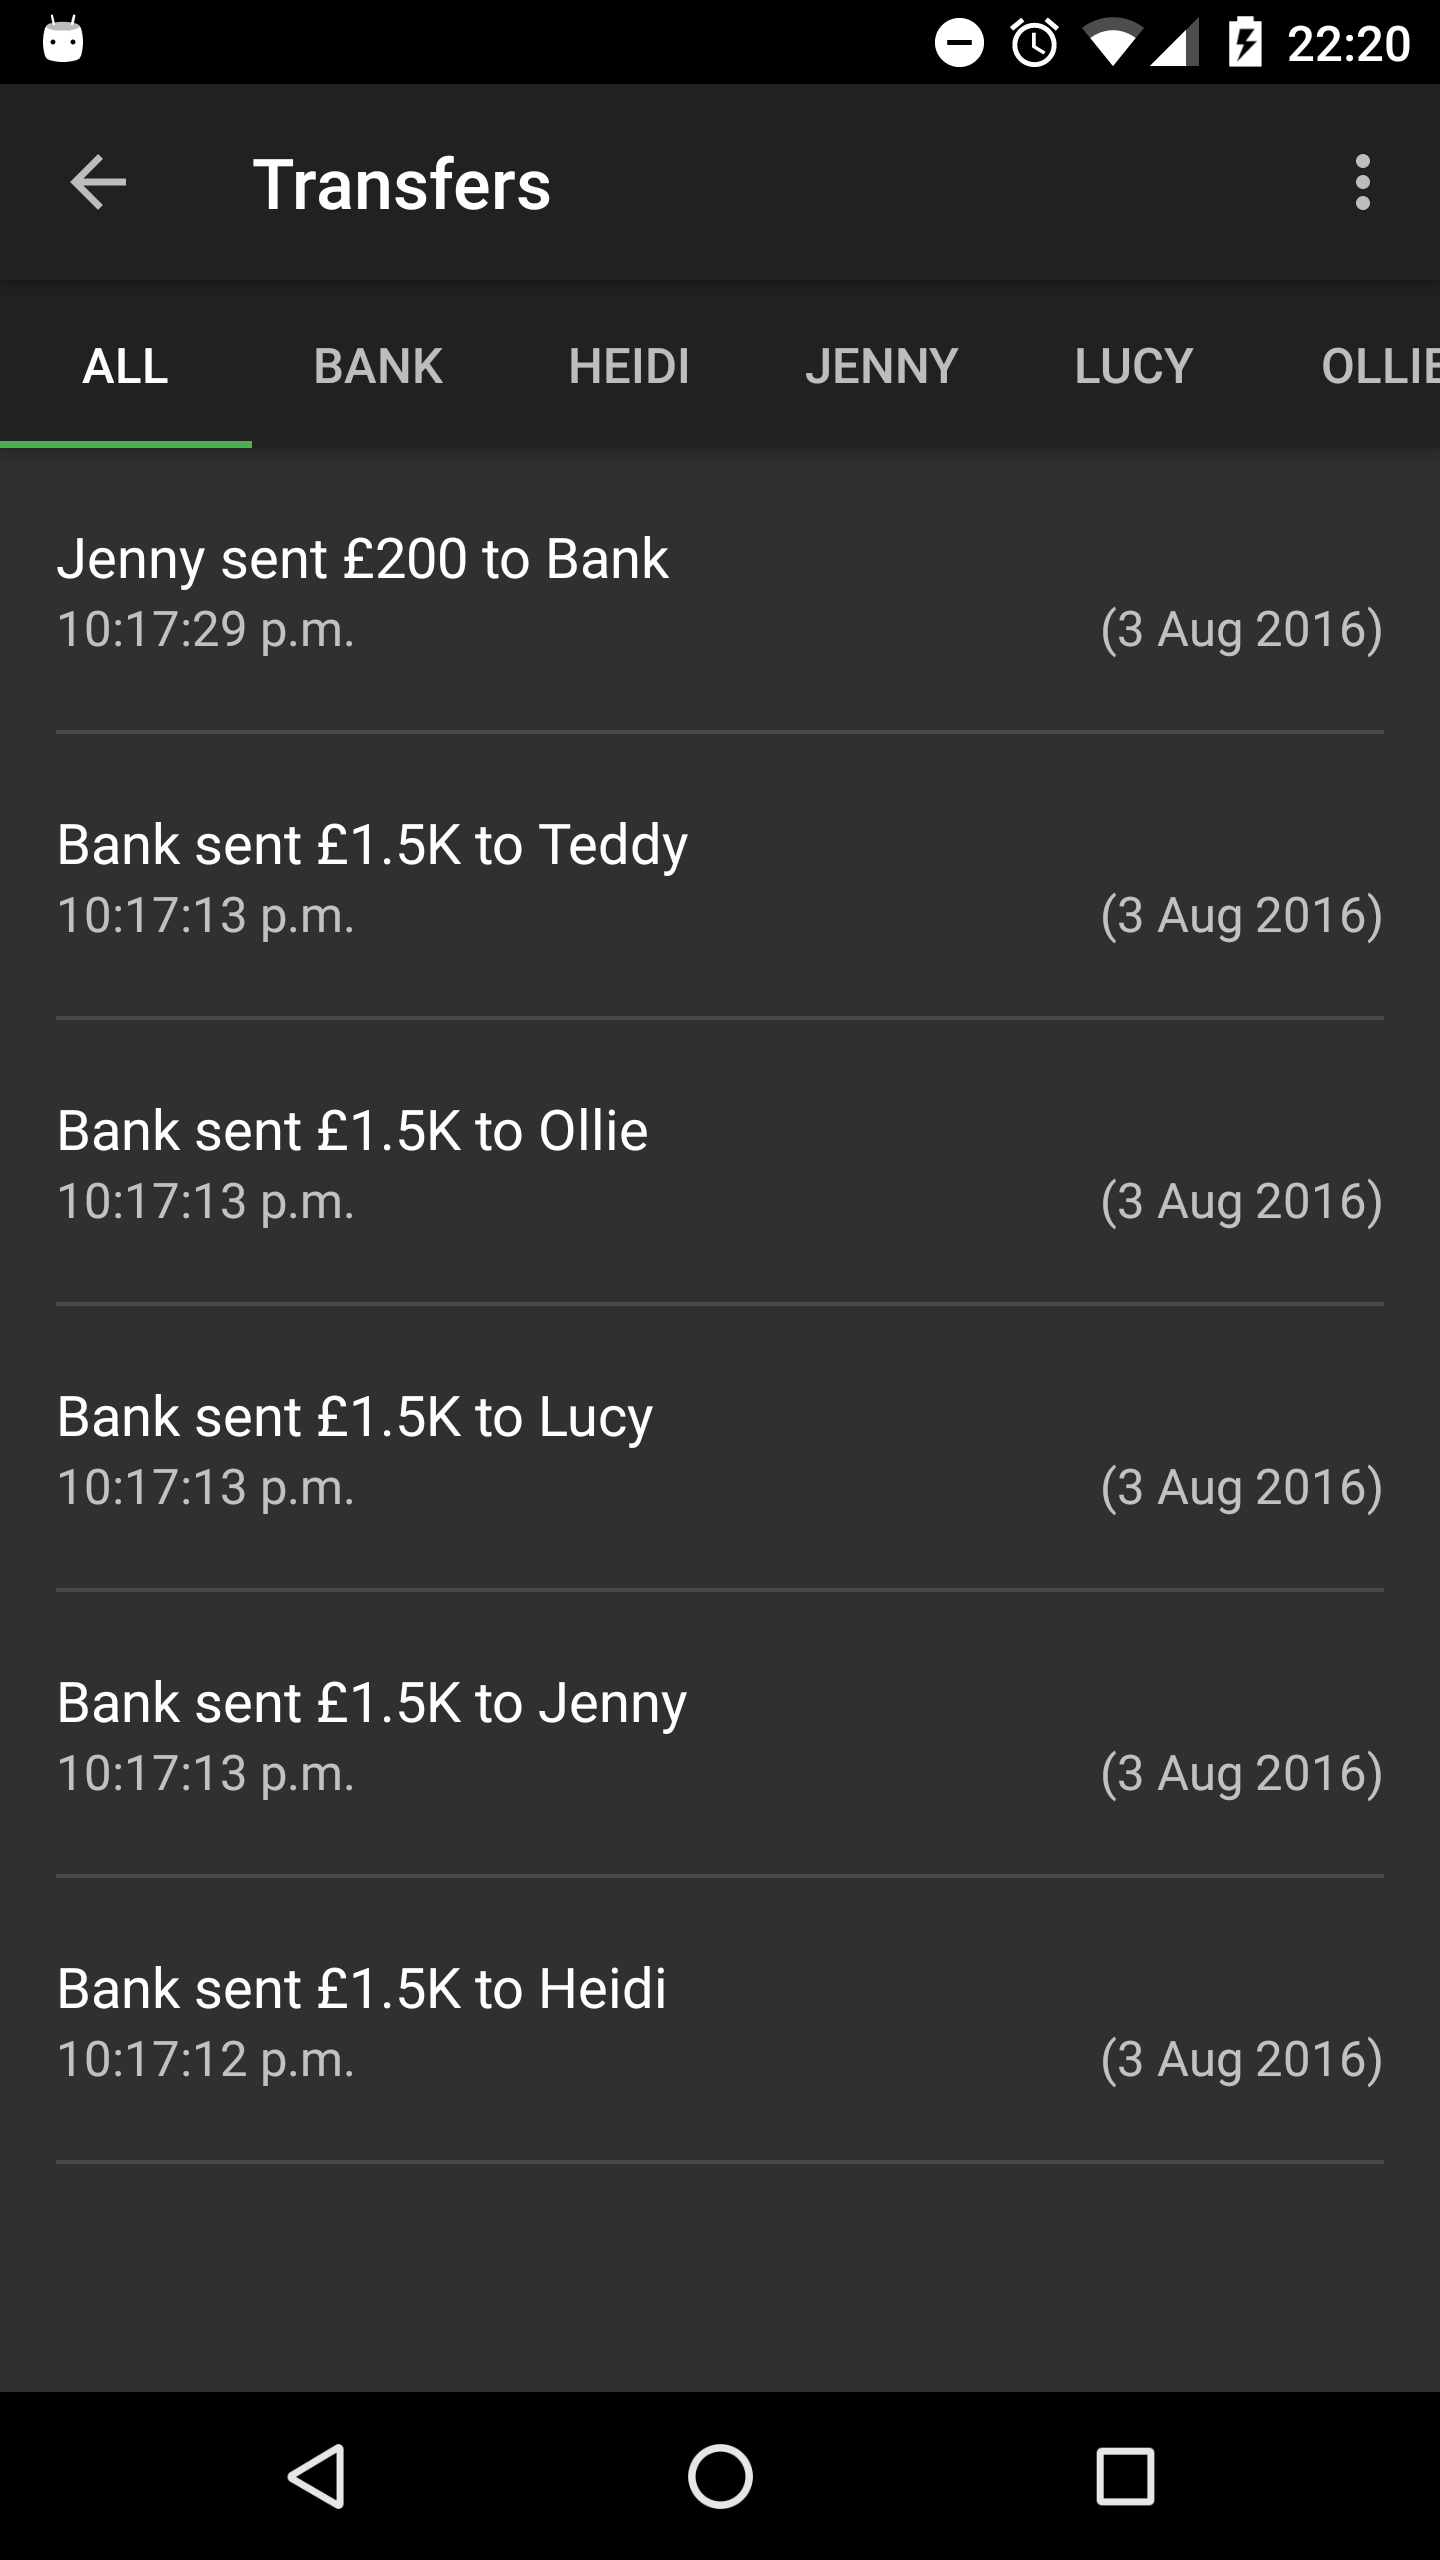 22:20
Transfers
ALL BANK HEIDI JENNY LUCY OLLIE
Jenny sent £200 to Bank
10:17:29 p.m. (3 Aug 2016)
Bank sent £1.5K to Teddy
10:17:13 p.m. (3 Aug 2016)
Bank sent £1.5K to Ollie
10:17:13 p.m. (3 Aug 2016)
Bank sent £1.5K to Lucy
10:17:13 p.m. (3 Aug 2016)
Bank sent £1.5K to Jenny
10:17:13 p.m. (3 Aug 2016)
Bank sent £1.5K to Heidi
10:17:12 p.m. (3 Aug 2016)